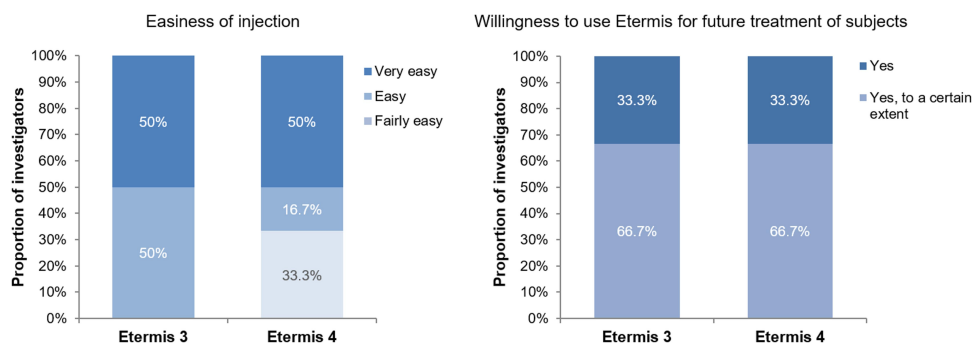 Easiness of injection
Proportion of investigators
100%
90%
80%
70%
60%
50%
40%
30%
20%
10%
0%
50%
50%
50%
16.7%
33.3%
Etermis 3
Etermis 4
Very easy
Easy
Fairly easy
Willingness to use Etermis for future treatment of subjects
Proportion of investigators
100%
90%
80%
70%
60%
50%
40%
30%
20%
10%
0%
33.3%
33.3%
66.7%
66.7%
Etermis 3
Etermis 4
Yes
Yes, to a certain
extent